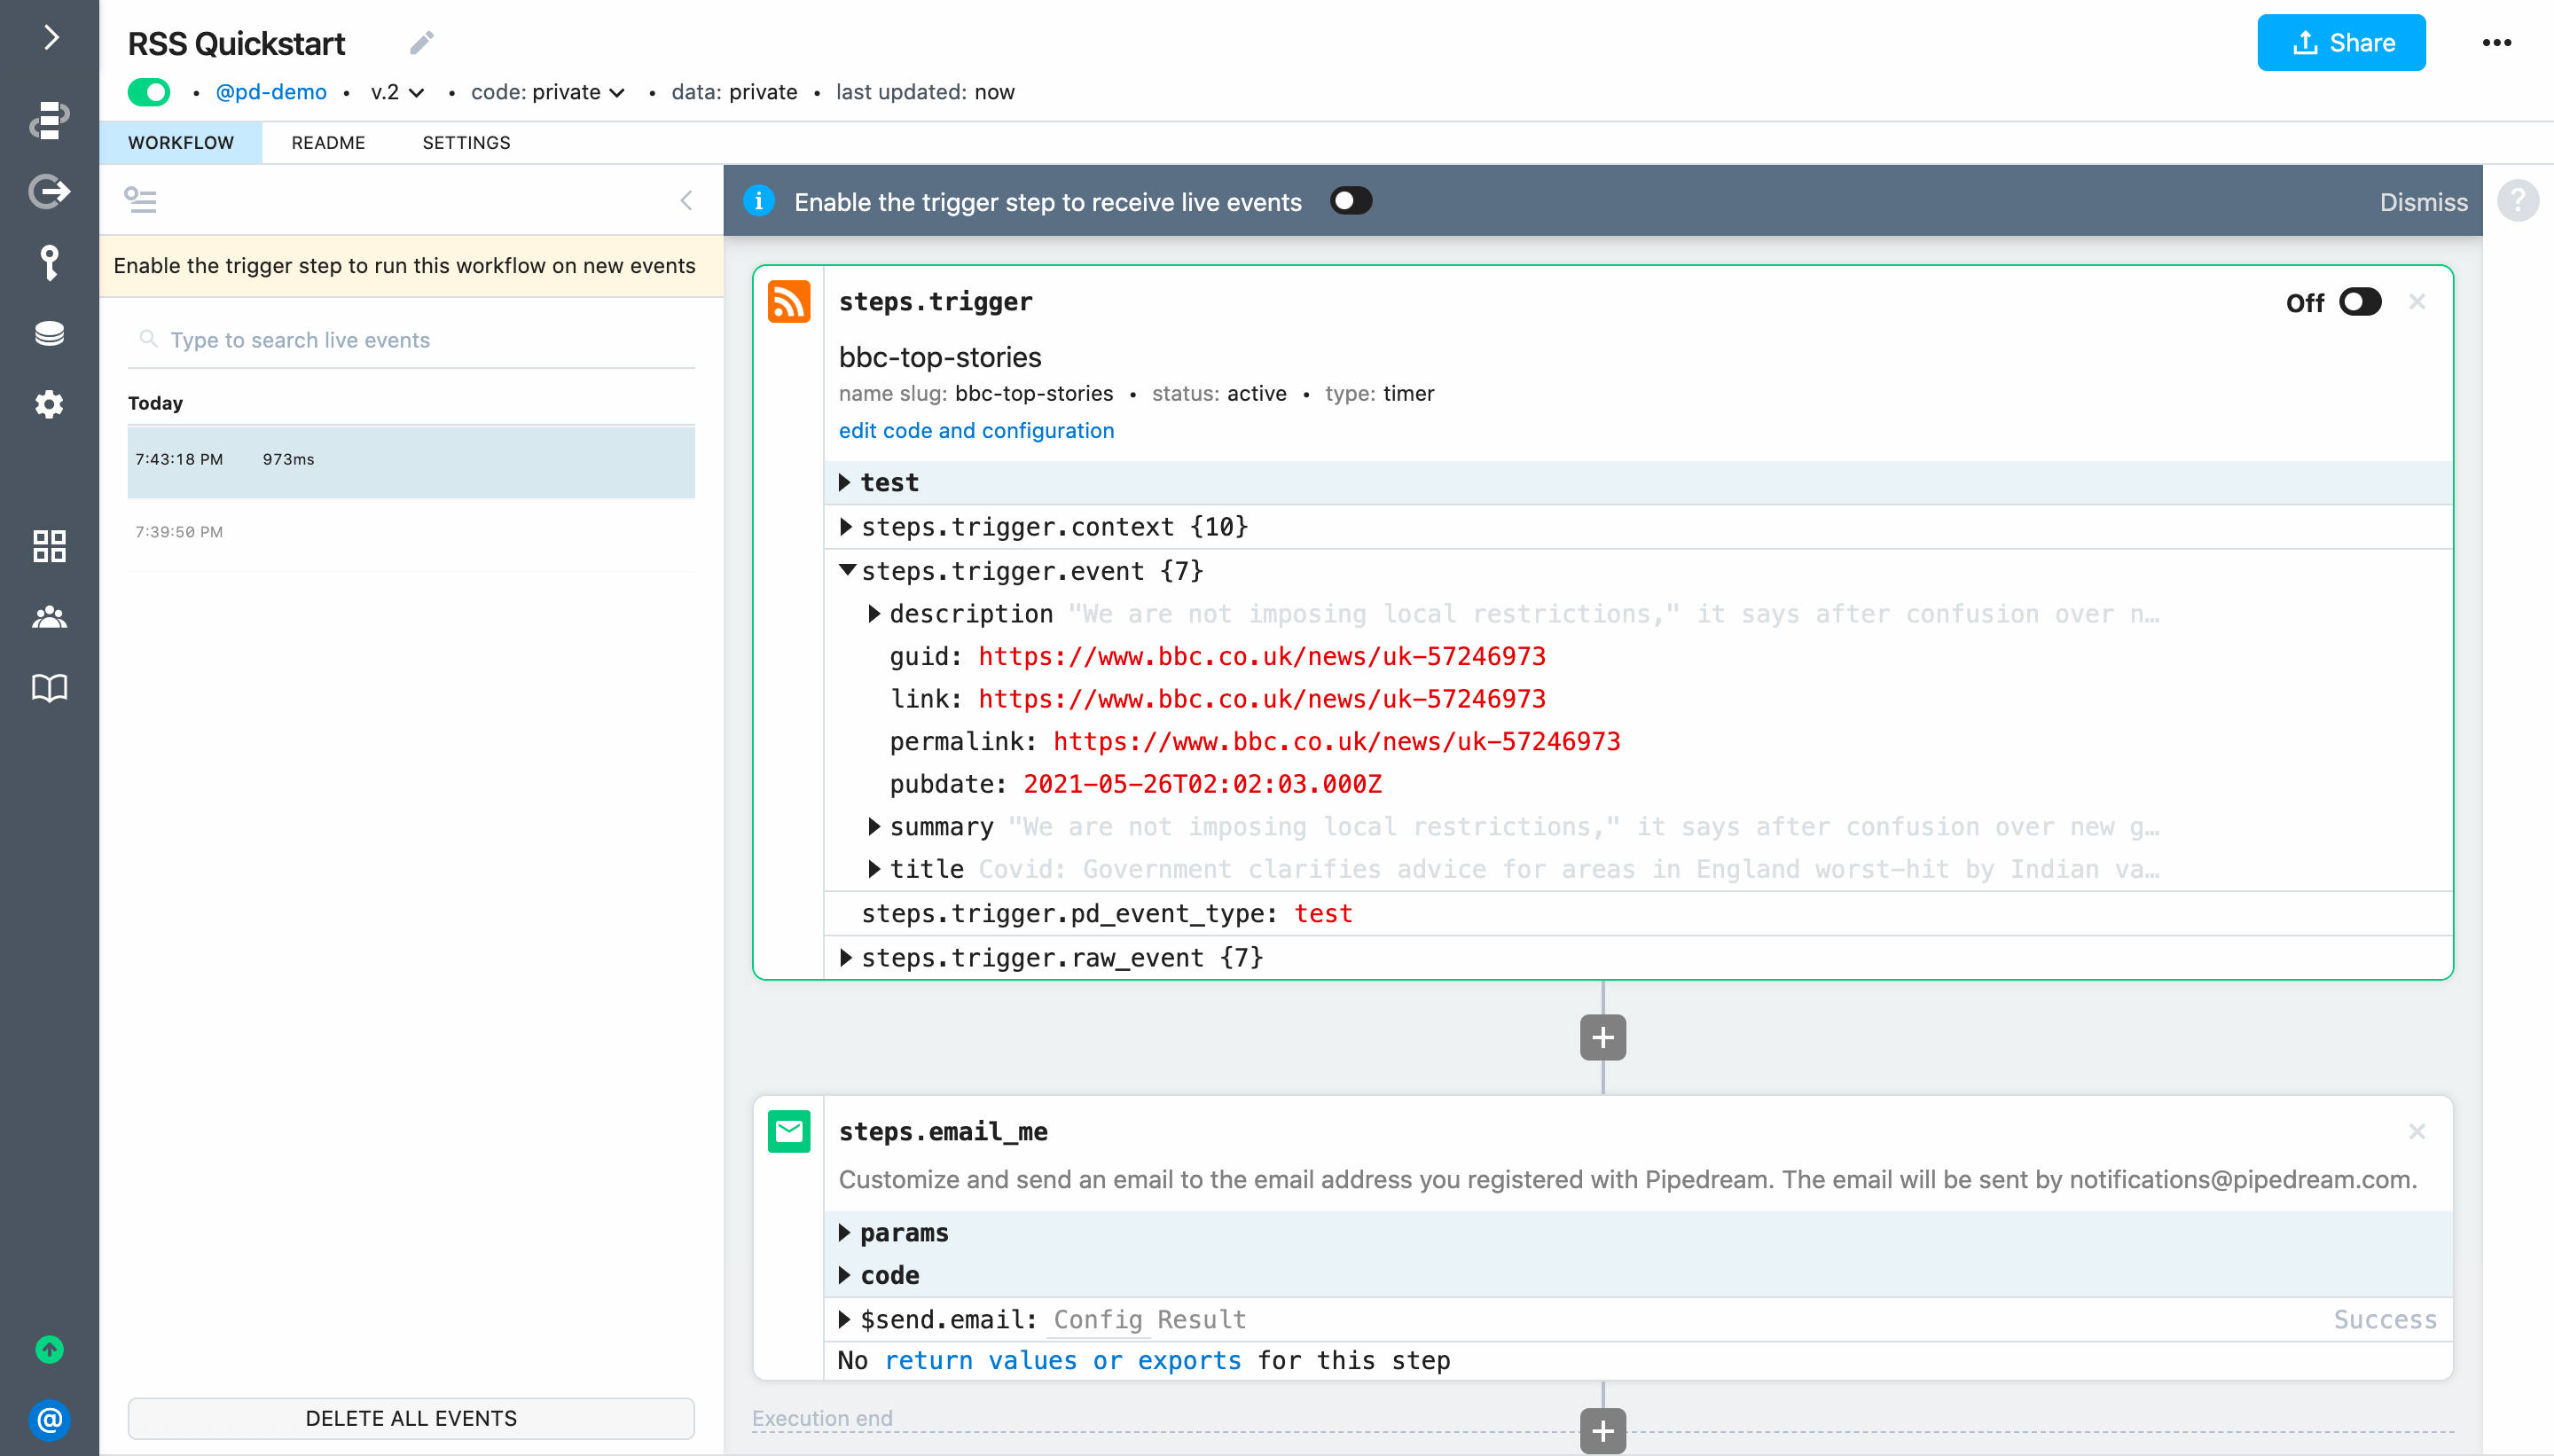 RSS Quickstart
Share
• @pd-demo • v.2 • code: private • data: private • last updated: now
WORKFLOW README SETTINGS
Enable the trigger step to run this workflow on new events
Type to search live events
Today
7:43:18 PM 973ms
7:39:50 PM
DELETE ALL EVENTS
i Enable the trigger step to receive live events Dismiss ?
steps.trigger Off
bbc-top-stories
name slug: bbc-top-stories • status: active • type: timer
edit code and configuration
test
steps.trigger.context {10}
steps.trigger.event {7}
description "We are not imposing local restrictions," it says after confusion over n…
guid: https://www.bbc.co.uk/news/uk-57246973
link: https://www.bbc.co.uk/news/uk-57246973
permalink: https://www.bbc.co.uk/news/uk-57246973
pubdate: 2021-05-26T02:02:03.000Z
summary "We are not imposing local restrictions," it says after confusion over new g…
title Covid: Government clarifies advice for areas in England worst-hit by Indian va…
steps.trigger.pd_event_type: test
steps.trigger.raw_event {7}
steps.email_me
Customize and send an email to the email address you registered with Pipedream. The email will be sent by notifications@pipedream.com.
params
code
$send.email: Config Result Success
No return values or exports for this step
Execution end
@